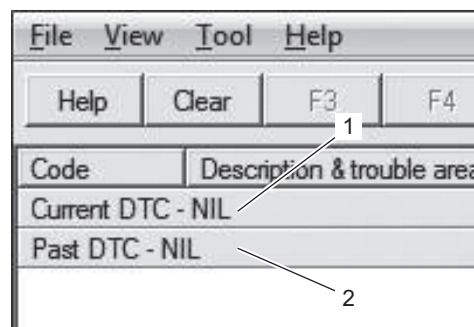 File View Tool Help
Help Clear F3 F4
1
Code Description & trouble area
Current DTC - NIL
Past DTC - NIL
2